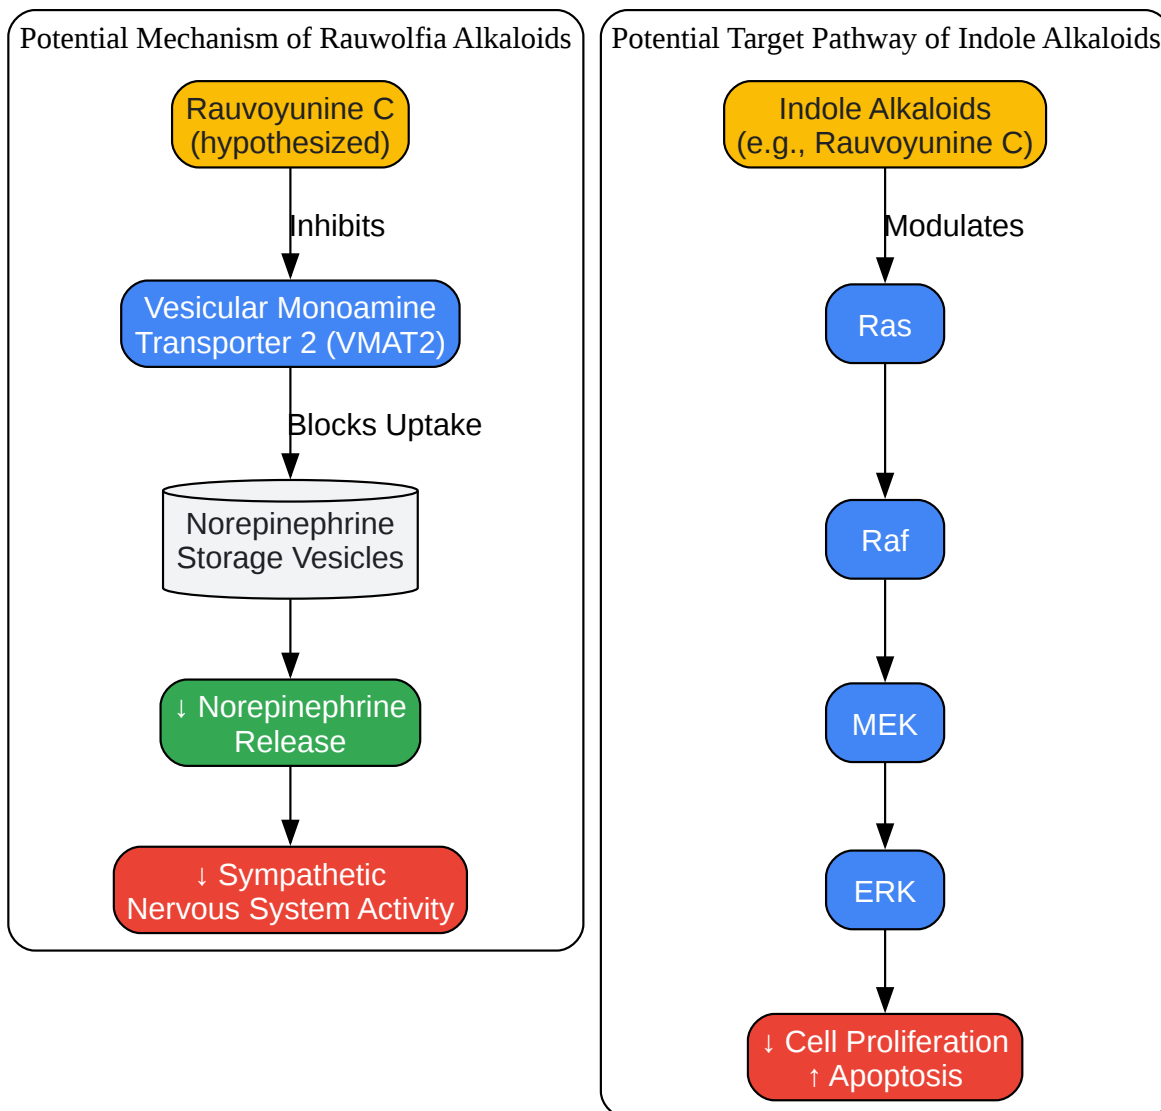 Potential Mechanism of Rauwolfia Alkaloids
Rauvoyunine C
(hypothesized)
Inhibits
Vesicular Monoamine
Transporter 2 (VMAT2)
Blocks Uptake
Norepinephrine
Storage Vesicles
↓ Norepinephrine
Release
↓ Sympathetic
Nervous System Activity
Potential Target Pathway of Indole Alkaloids
Indole Alkaloids
(e.g., Rauvoyunine C)
Modulates
Ras
Raf
MEK
ERK
↓ Cell Proliferation
↑ Apoptosis